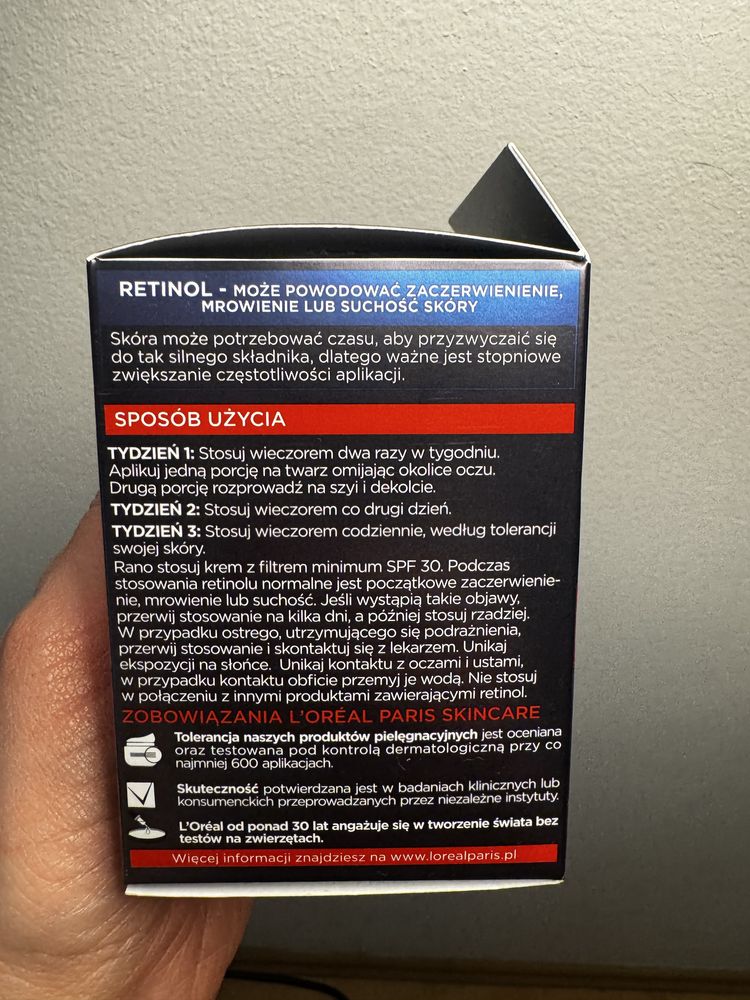 RETINOL - MOŻE POWODOWAĆ ZACZERWIENIENIE,
MROWIENIE LUB SUCHOŚĆ SKÓRY
Skóra może potrzebować czasu, aby przyzwyczaić się
do tak silnego składnika, dlatego ważne jest stopniowe
zwiększanie częstotliwości aplikacji.
SPOSÓB UŻYCIA
TYDZIEŃ 1: Stosuj wieczorem dwa razy w tygodniu.
Aplikuj jedną porcję na twarz omijając okolice oczu.
Drugą porcję rozprowadź na szyi i dekolcie.
TYDZIEŃ 2: Stosuj wieczorem co drugi dzień.
TYDZIEŃ 3: Stosuj wieczorem codziennie, według tolerancji
swojej skóry.
Rano stosuj krem z filtrem minimum SPF 30. Podczas
stosowania retinolu normalne jest początkowe zaczerwienie-
nie, mrowienie lub suchość. Jeśli wystąpią takie objawy,
przerwij stosowanie na kilka dni, a później stosuj rzadziej.
W przypadku ostrego, utrzymującego się podrażnienia,
przerwij stosowanie i skontaktuj się z lekarzem. Unikaj
ekspozycji na słońce. Unikaj kontaktu z oczami i ustami,
w przypadku kontaktu obficie przemyj je wodą. Nie stosuj
w połączeniu z innymi produktami zawierającymi retinol.
ZOBOWIĄZANIA L'ORÉAL PARIS SKINCARE
Tolerancja naszych produktów pielęgnacyjnych jest oceniana
oraz testowana pod kontrolą dermatologiczną przy co
najmniej 600 aplikacjach.
Skuteczność potwierdzana jest w badaniach klinicznych lub
konsumenckich przeprowadzanych przez niezależne instytuty.
L'Oréal od ponad 30 lat angażuje się w tworzenie świata bez
testów na zwierzętach.
Więcej informacji znajdziesz na www.lorealparis.pl